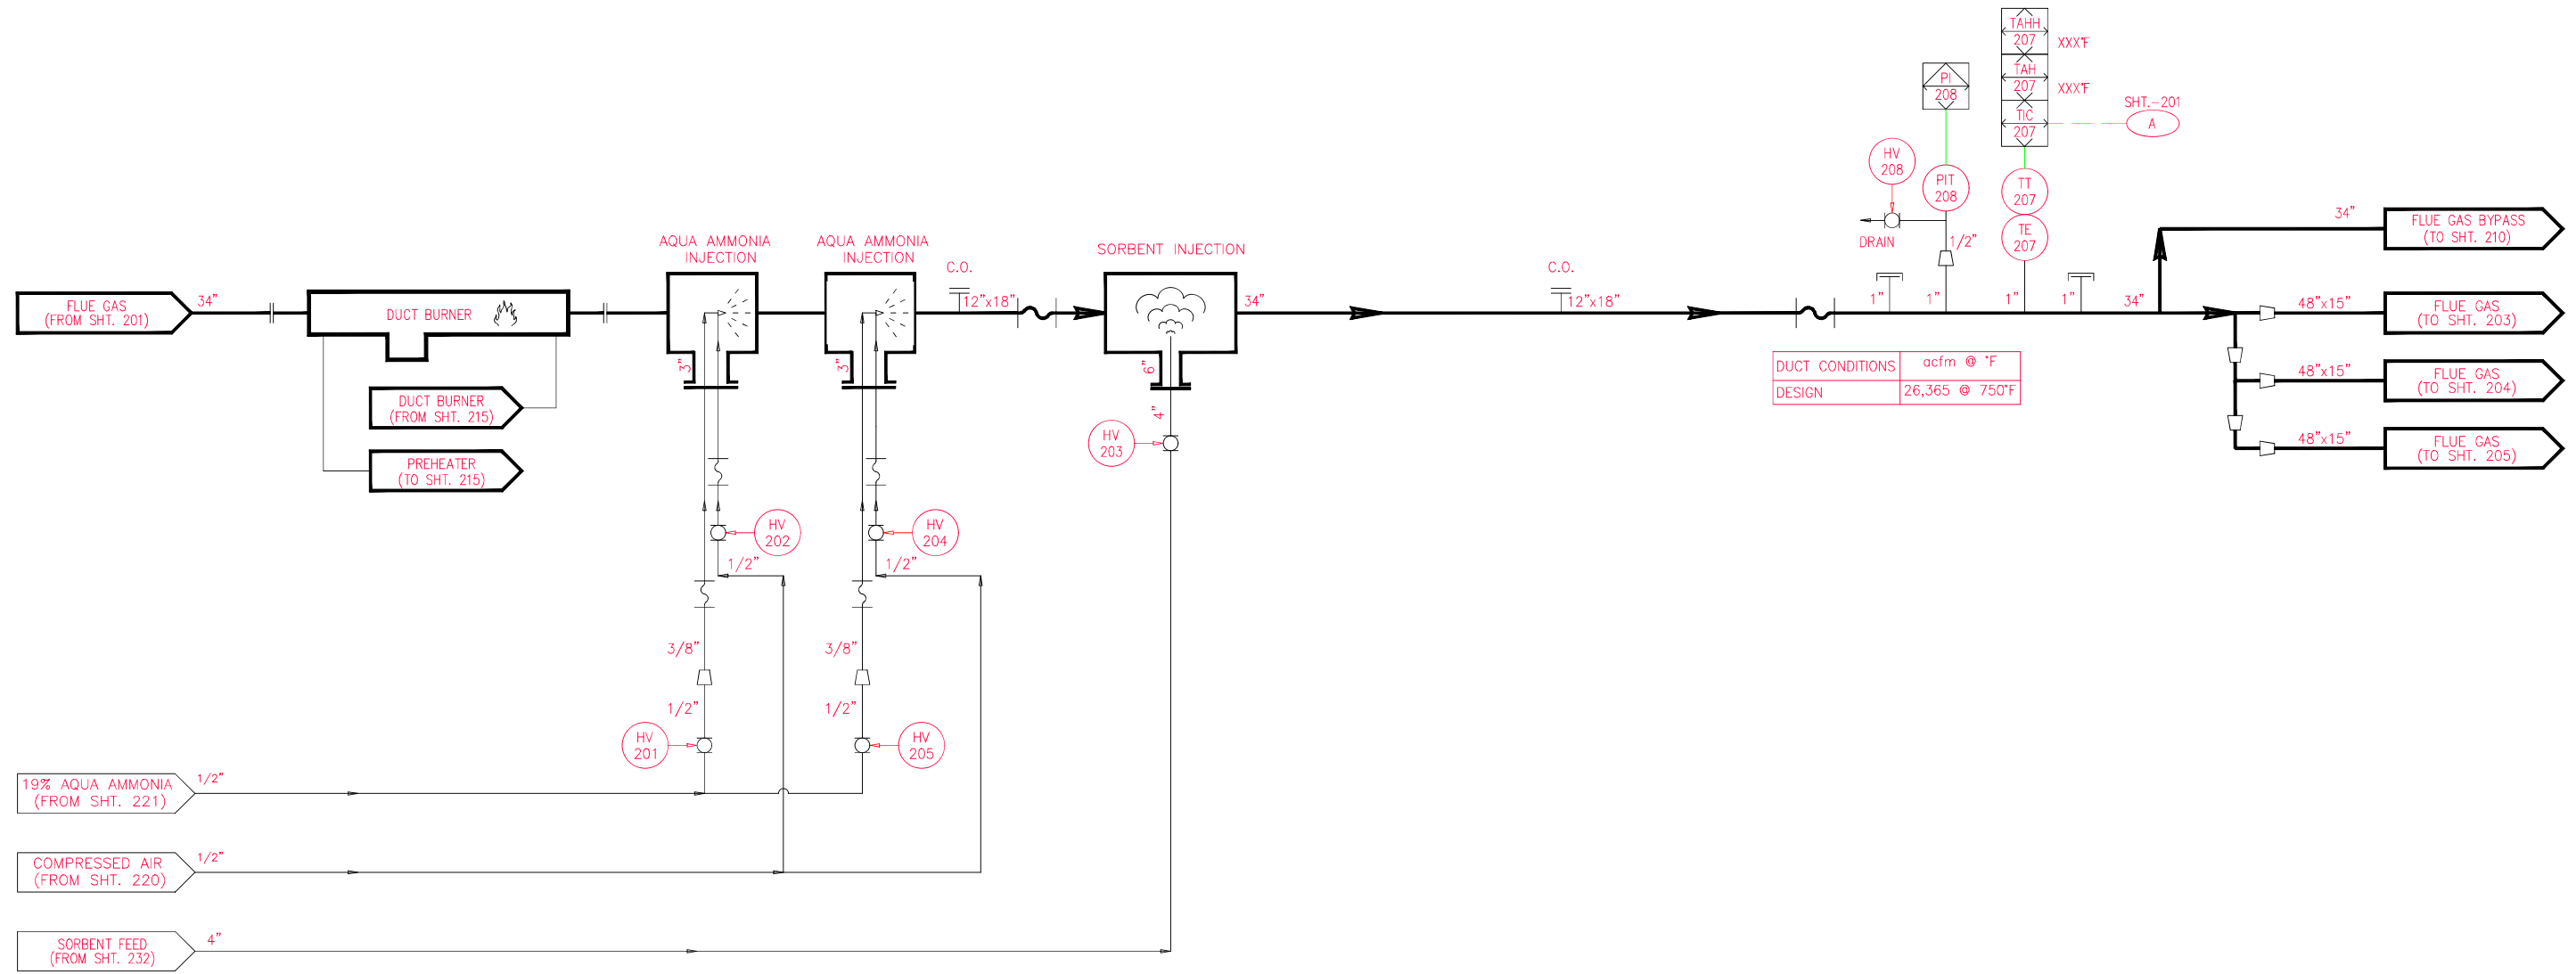 TAHH
207
XXX°F
TAH
207
XXX°F
TIC
207
SHT.-201
A
PI
208
HV
208
PIT
208
TT
207
TE
207
DRAIN
1/2"
34"
FLUE GAS BYPASS
(TO SHT. 210)
AQUA AMMONIA
INJECTION
AQUA AMMONIA
INJECTION
SORBENT INJECTION
C.O.
C.O.
FLUE GAS
(FROM SHT. 201)
34"
DUCT BURNER
12"x18"
34"
12"x18"
1"
1"
1"
1"
34"
48"x15"
FLUE GAS
(TO SHT. 203)
3"
3"
6"
DUCT CONDITIONS
acfm @ °F
DESIGN
26,365 @ 750°F
48"x15"
FLUE GAS
(TO SHT. 204)
DUCT BURNER
(FROM SHT. 215)
4"
HV
203
48"x15"
FLUE GAS
(TO SHT. 205)
PREHEATER
(TO SHT. 215)
HV
202
HV
204
1/2"
1/2"
3/8"
3/8"
1/2"
1/2"
HV
201
HV
205
19% AQUA AMMONIA
(FROM SHT. 221)
1/2"
COMPRESSED AIR
(FROM SHT. 220)
1/2"
SORBENT FEED
(FROM SHT. 232)
4"